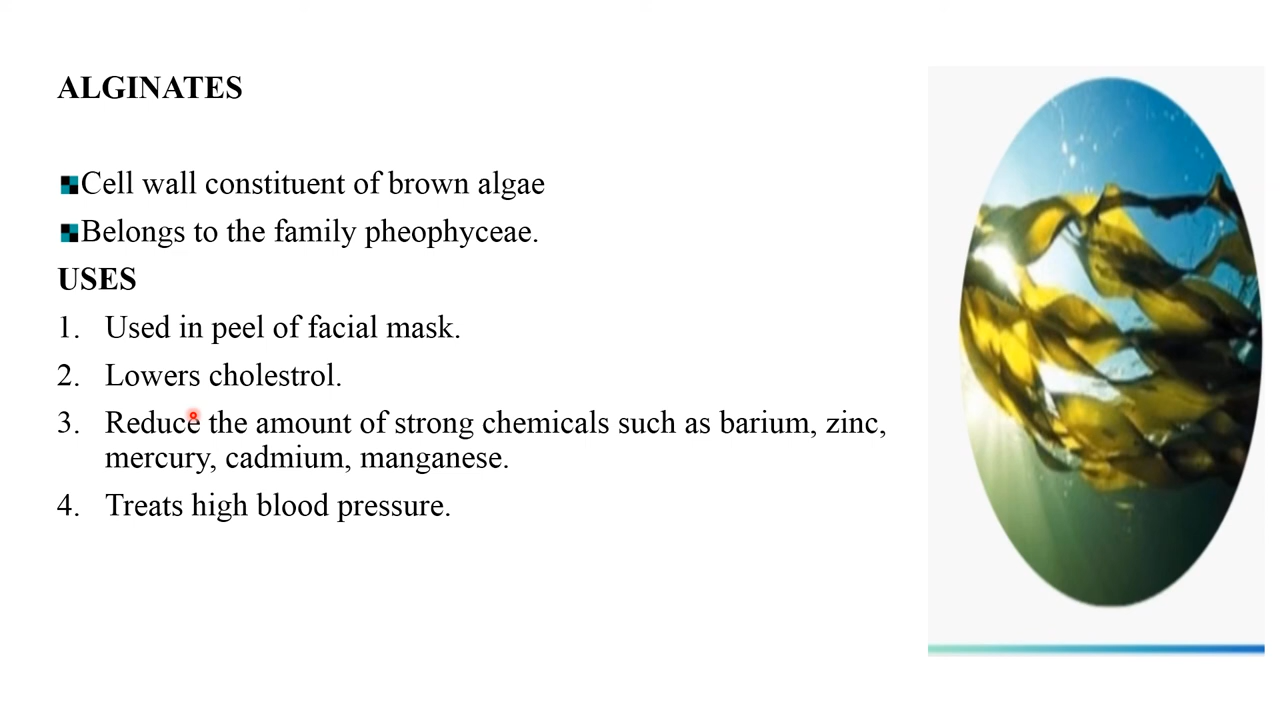 ALGINATES
Cell wall constituent of brown algae
Belongs to the family pheophyceae.
USES
1. Used in peel of facial mask.
2. Lowers cholestrol.
3. Reduce the amount of strong chemicals such as barium, zinc,
mercury, cadmium, manganese.
4. Treats high blood pressure.